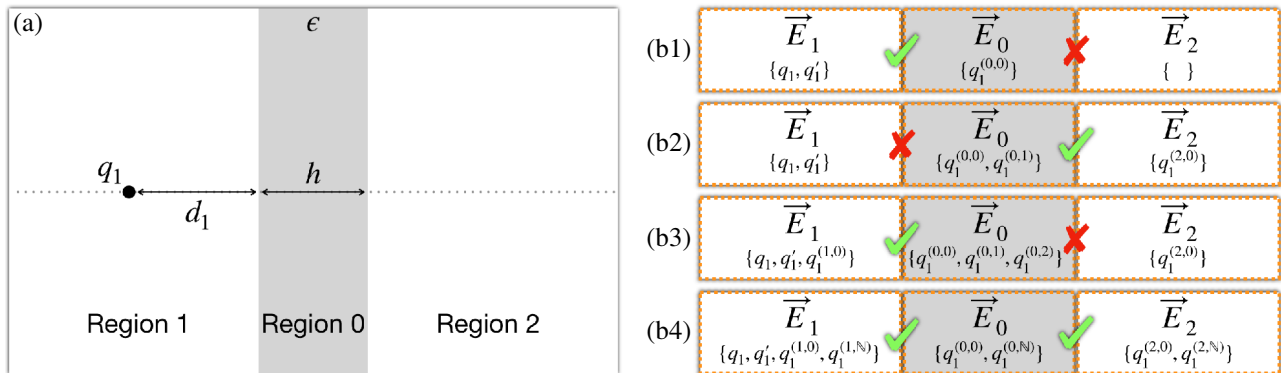 (a)
ϵ
q₁
h
d₁
Region 1 Region 0 Region 2
(b1)
E⃗₁ E⃗₀ E⃗₂
{q₁, q₁′} {q₁⁽⁰,⁰⁾} { }
(b2)
E⃗₁ E⃗₀ E⃗₂
{q₁, q₁′} {q₁⁽⁰,⁰⁾, q₁⁽⁰,¹⁾} {q₁⁽²,⁰⁾}
(b3)
E⃗₁ E⃗₀ E⃗₂
{q₁, q₁′, q₁⁽¹,⁰⁾} {q₁⁽⁰,⁰⁾, q₁⁽⁰,¹⁾, q₁⁽⁰,²⁾} {q₁⁽²,⁰⁾}
(b4)
E⃗₁ E⃗₀ E⃗₂
{q₁, q₁′, q₁⁽¹,⁰⁾, q₁⁽¹,ℕ⁾} {q₁⁽⁰,⁰⁾, q₁⁽⁰,ℕ⁾} {q₁⁽²,⁰⁾, q₁⁽²,ℕ⁾}